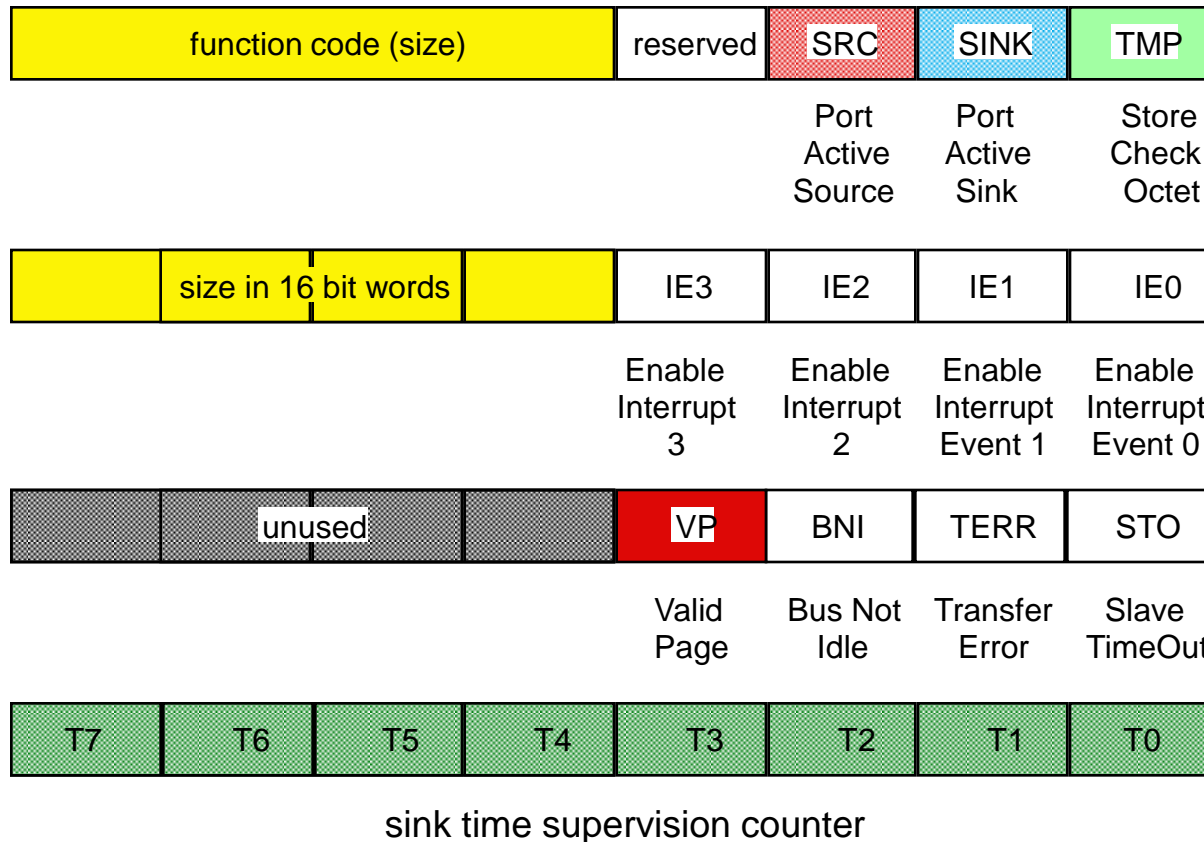 function code (size) reserved SRC SINK TMP
Port Port Store
Active Active Check
Source Sink Octet
size in 16 bit words IE3 IE2 IE1 IE0
Enable Enable Enable Enable
Interrupt Interrupt Interrupt Interrupt
3 2 Event 1 Event 0
unused VP BNI TERR STO
Valid Bus Not Transfer Slave
Page Idle Error TimeOut
T7 T6 T5 T4 T3 T2 T1 T0
sink time supervision counter